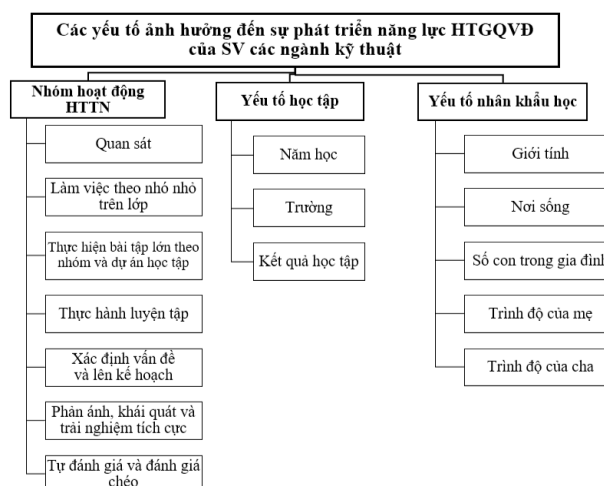 Các yếu tố ảnh hưởng đến sự phát triển năng lực HTGQVĐ
của SV các ngành kỹ thuật
Nhóm hoạt động
HTTN
Quan sát
Làm việc theo nhó nhỏ
trên lớp
Thực hiện bài tập lớn theo
nhóm và dự án học tập
Thực hành luyện tập
Xác định vấn đề
và lên kế hoạch
Phản ánh, khái quát và
trải nghiệm tích cực
Tự đánh giá và đánh giá
chéo
Yếu tố học tập
Năm học
Trường
Kết quả học tập
Yếu tố nhân khẩu học
Giới tính
Nơi sống
Số con trong gia đình
Trình độ của mẹ
Trình độ của cha